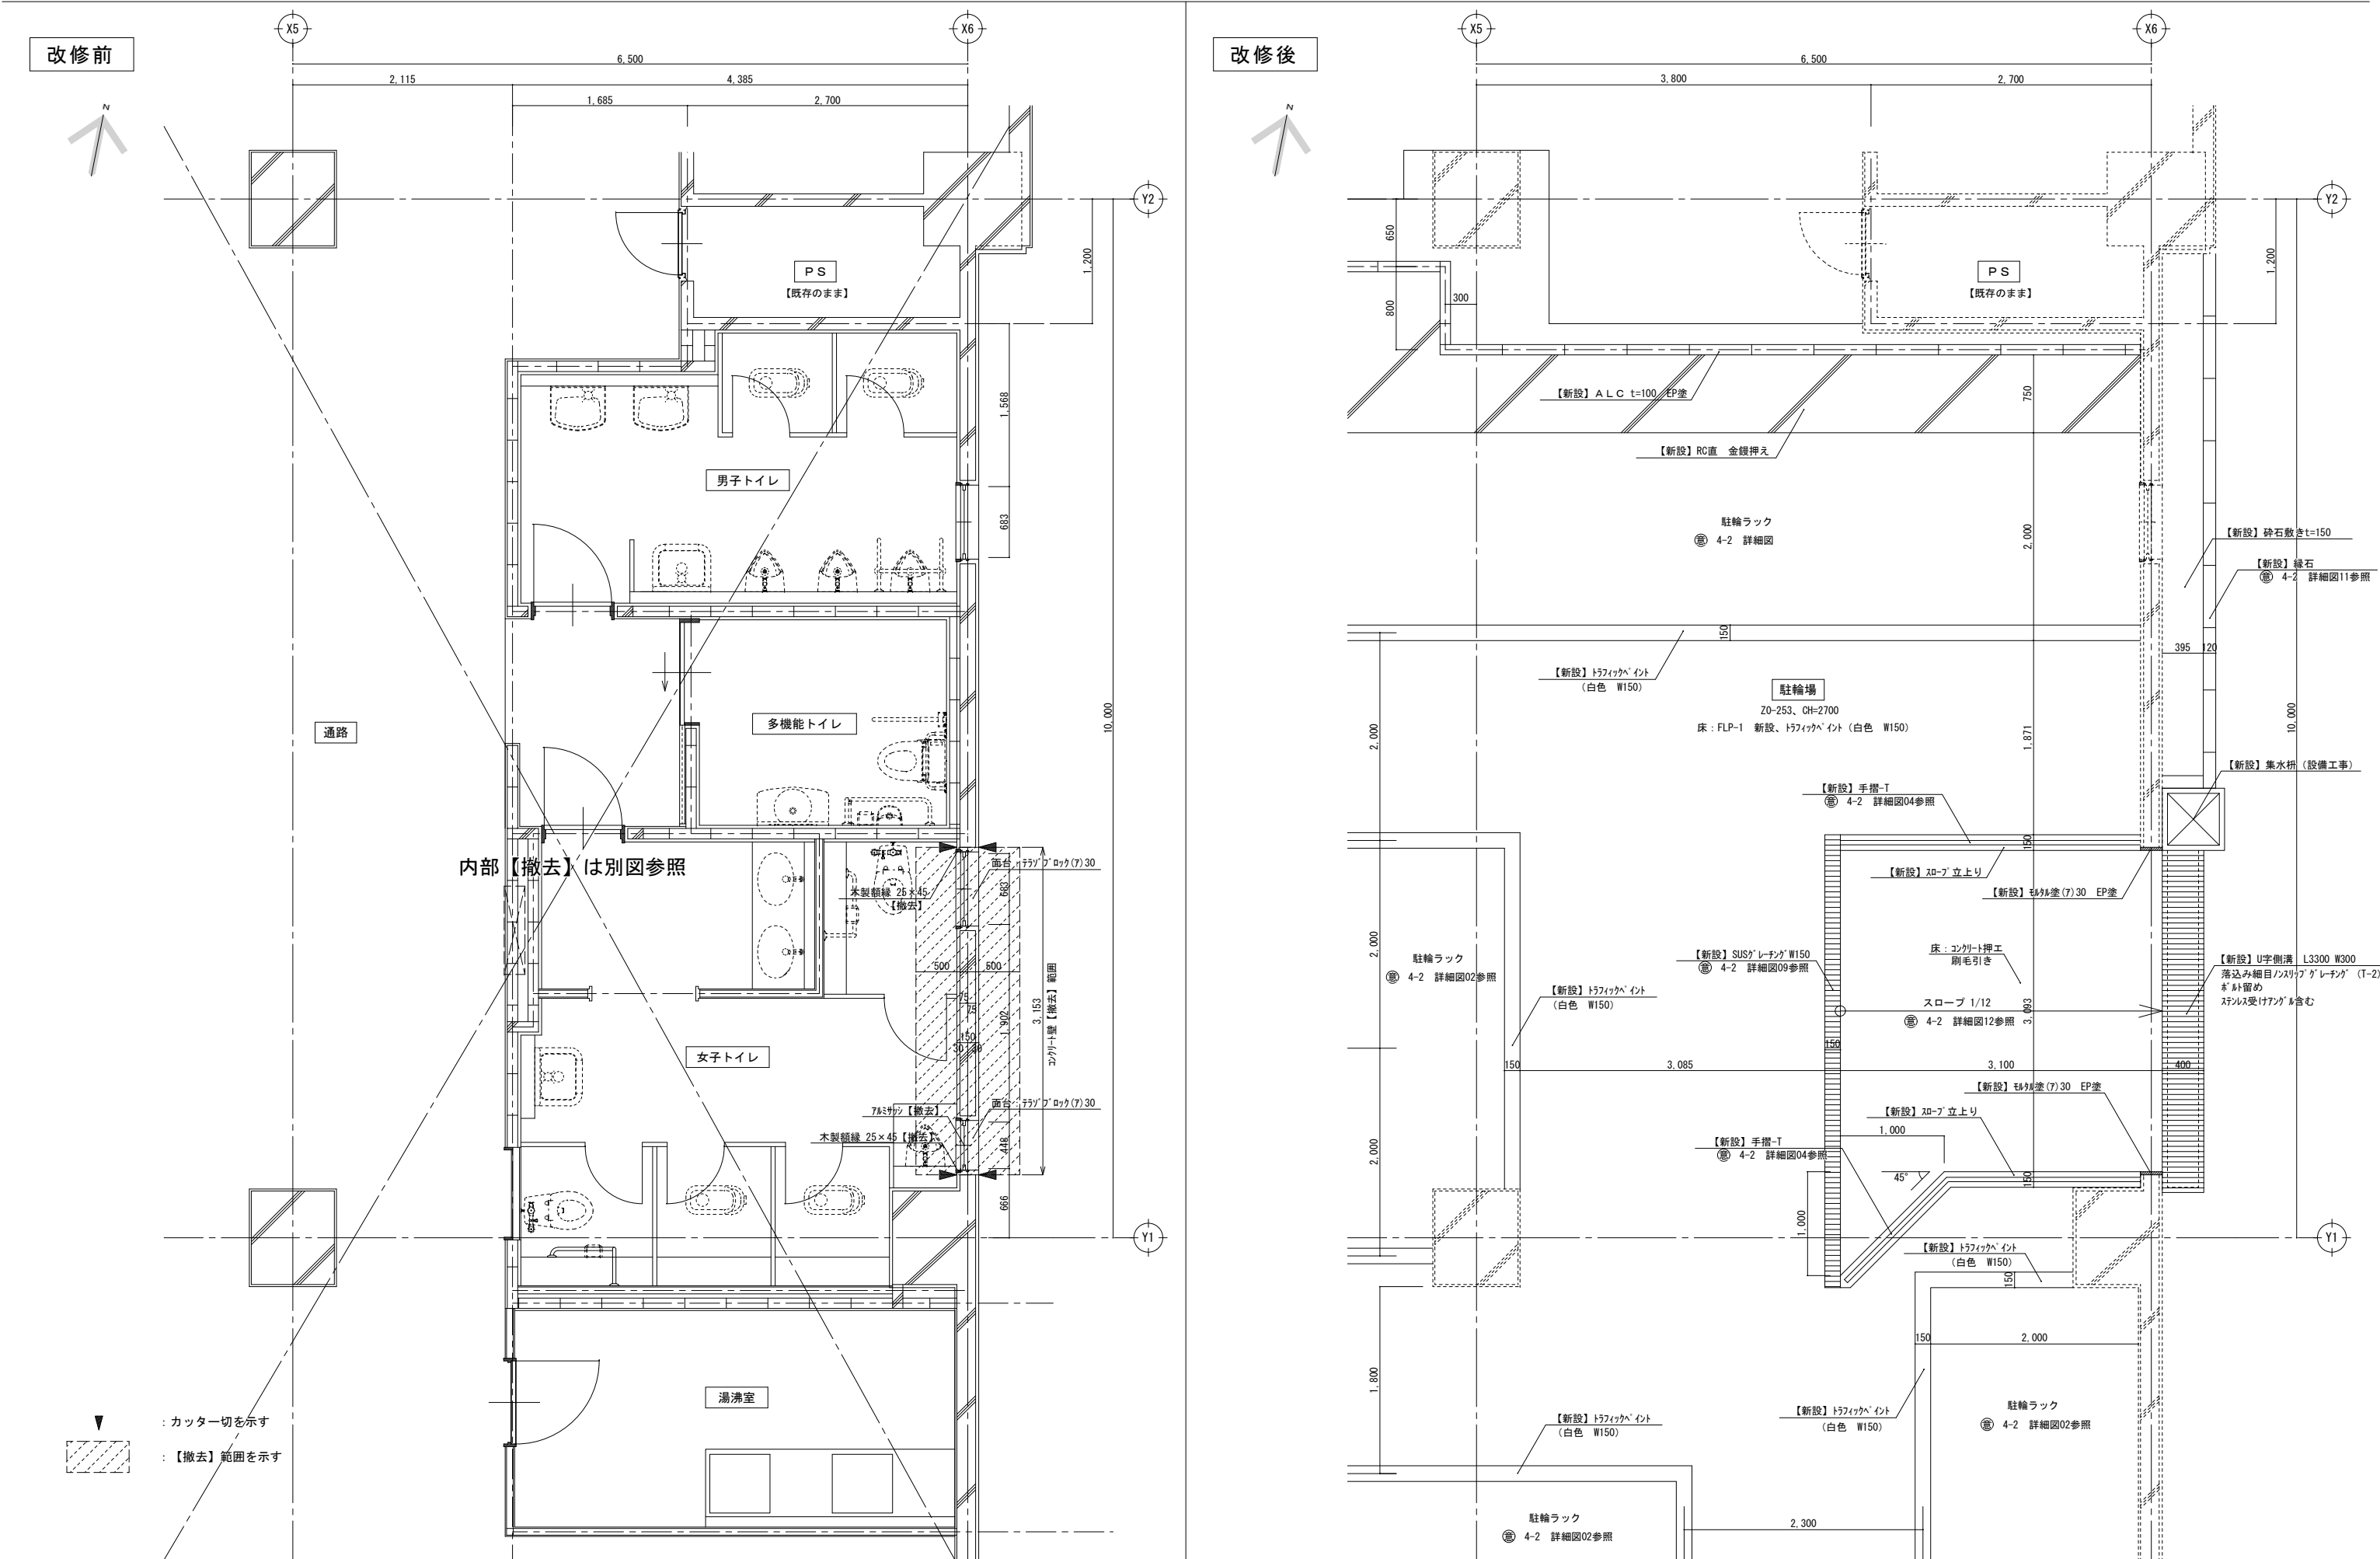 改修前
X5
X6
6,500
2,115
4,385
1,685
2,700
N
Y2
PS
【既存のまま】
1,200
1,568
男子トイレ
683
多機能トイレ
通路
10,000
内部【撤去】は別図参照
面台：テラゾブロック(ア)30
木製額縁 25×45
【撤去】
683
500
500
75
75
1,902
3,153
コンクリート壁【撤去】範囲
150
30
30
女子トイレ
アルミサッシ【撤去】
面台：テラゾブロック(ア)30
木製額縁 25×45【撤去】
448
666
Y1
湯沸室
：カッター切を示す
：【撤去】範囲を示す
改修後
X5
X6
6,500
3,800
2,700
N
Y2
650
800
300
PS
【既存のまま】
1,200
【新設】ALC t=100 EP塗
750
【新設】RC直　金鏝押え
駐輪ラック
意 4-2　詳細図
2,000
【新設】砕石敷きt=150
【新設】縁石
意 4-2　詳細図11参照
150
395
120
【新設】トラフィックペイント
（白色　W150）
駐輪場
Z0-253、CH=2700
床：FLP-1　新設、トラフィックペイント（白色　W150）
2,000
1,871
10,000
【新設】集水桝（設備工事）
【新設】手摺-T
意 4-2　詳細図04参照
150
【新設】スロープ立上り
【新設】モルタル塗(ア)30　EP塗
2,000
駐輪ラック
意 4-2　詳細図02参照
【新設】SUSグレーチングW150
意 4-2　詳細図09参照
床：コンクリート押エ
刷毛引き
【新設】U字側溝　L3300 W300
落込み細目ノンスリップグレーチング（T-2）
ボルト留め
ステンレス受けアングル含む
【新設】トラフィックペイント
（白色　W150）
スロープ 1/12
意 4-2　詳細図12参照
3,093
150
150
3,085
3,100
400
【新設】モルタル塗(ア)30　EP塗
【新設】スロープ立上り
1,000
2,000
【新設】手摺-T
意 4-2　詳細図04参照
45°
150
1,000
Y1
【新設】トラフィックペイント
（白色　W150）
150
150
2,000
1,800
【新設】トラフィックペイント
（白色　W150）
【新設】トラフィックペイント
（白色　W150）
駐輪ラック
意 4-2　詳細図02参照
駐輪ラック
意 4-2　詳細図02参照
2,300